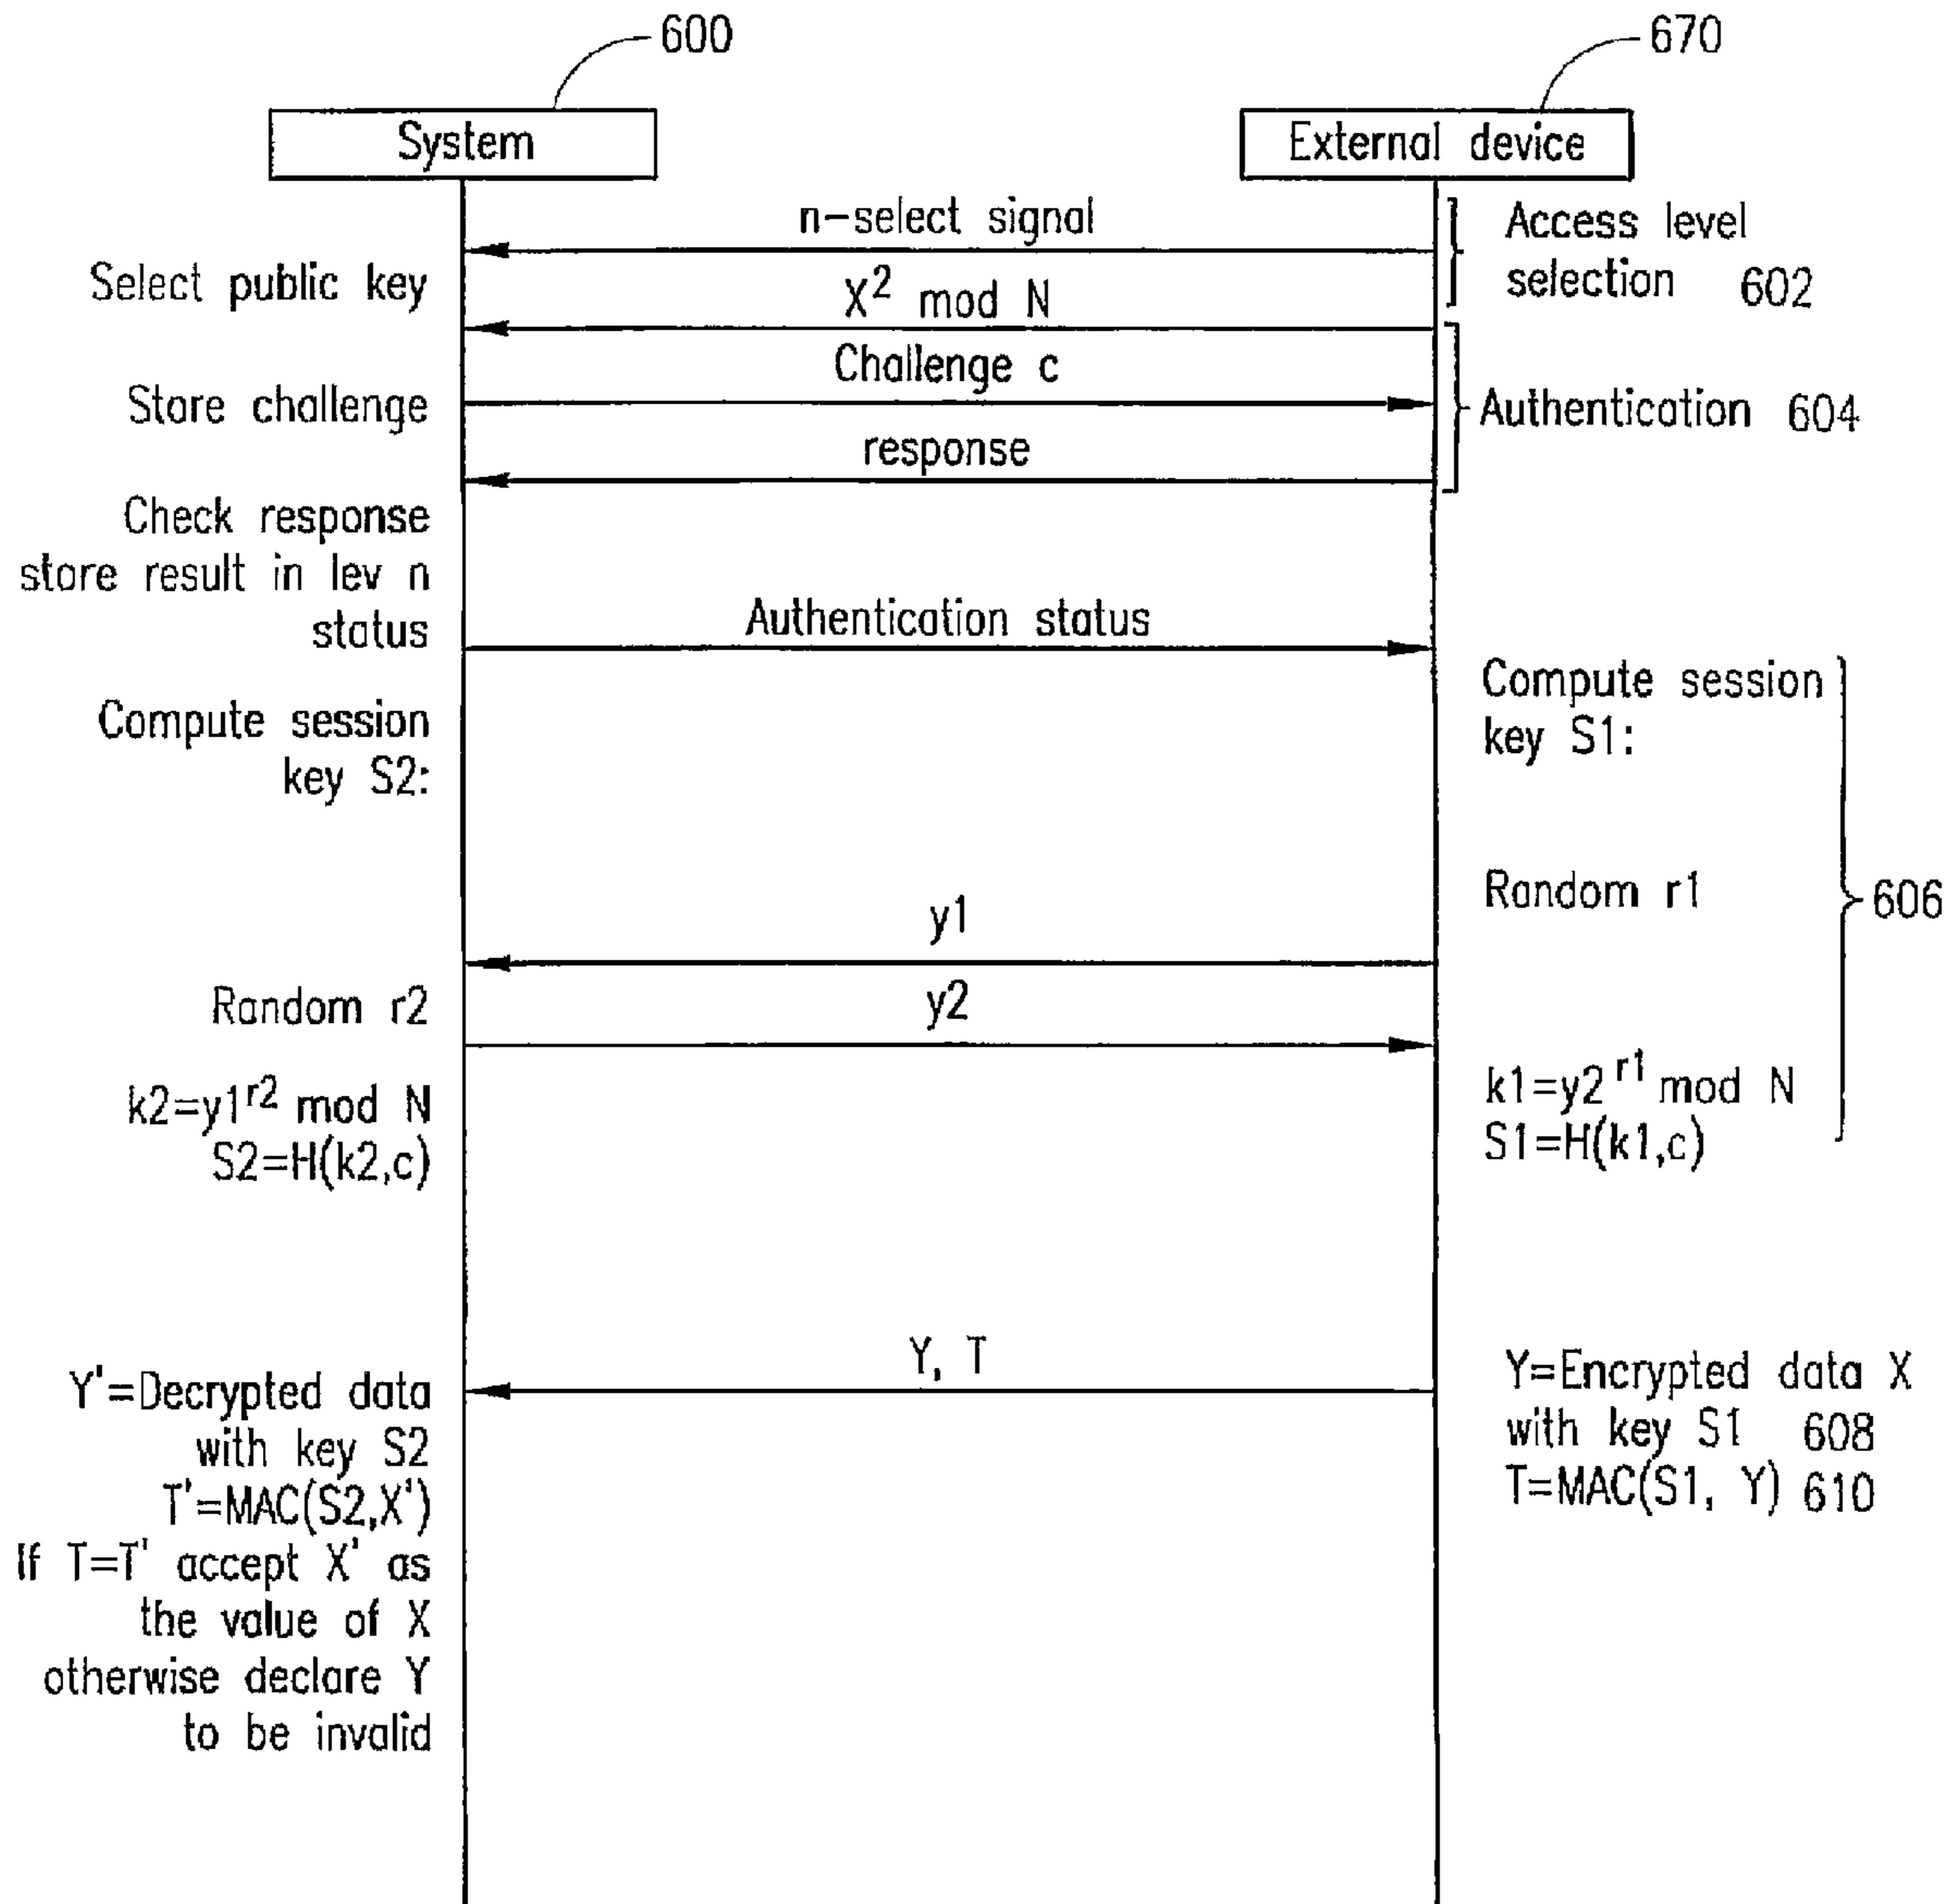 600
670
System
External device
n-select signal
Access level
selection 602
Select public key
X² mod N
Challenge c
Store challenge
Authentication 604
response
Check response
store result in lev n
status
Authentication status
Compute session
key S1:
Compute session
key S2:
Random r1
606
y1
Random r2
y2
k2=y1^r2 mod N
S2=H(k2,c)
k1=y2^r1 mod N
S1=H(k1,c)
Y, T
Y'=Decrypted data
with key S2
T'=MAC(S2,X')
If T=T' accept X' as
the value of X
otherwise declare Y
to be invalid
Y=Encrypted data X
with key S1 608
T=MAC(S1, Y) 610